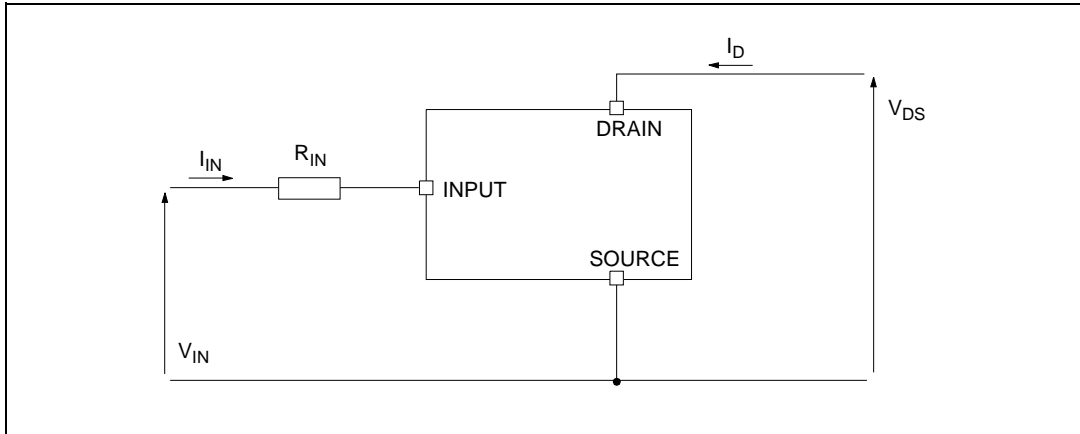 I_D
DRAIN
V_DS
R_IN
I_IN
INPUT
SOURCE
V_IN